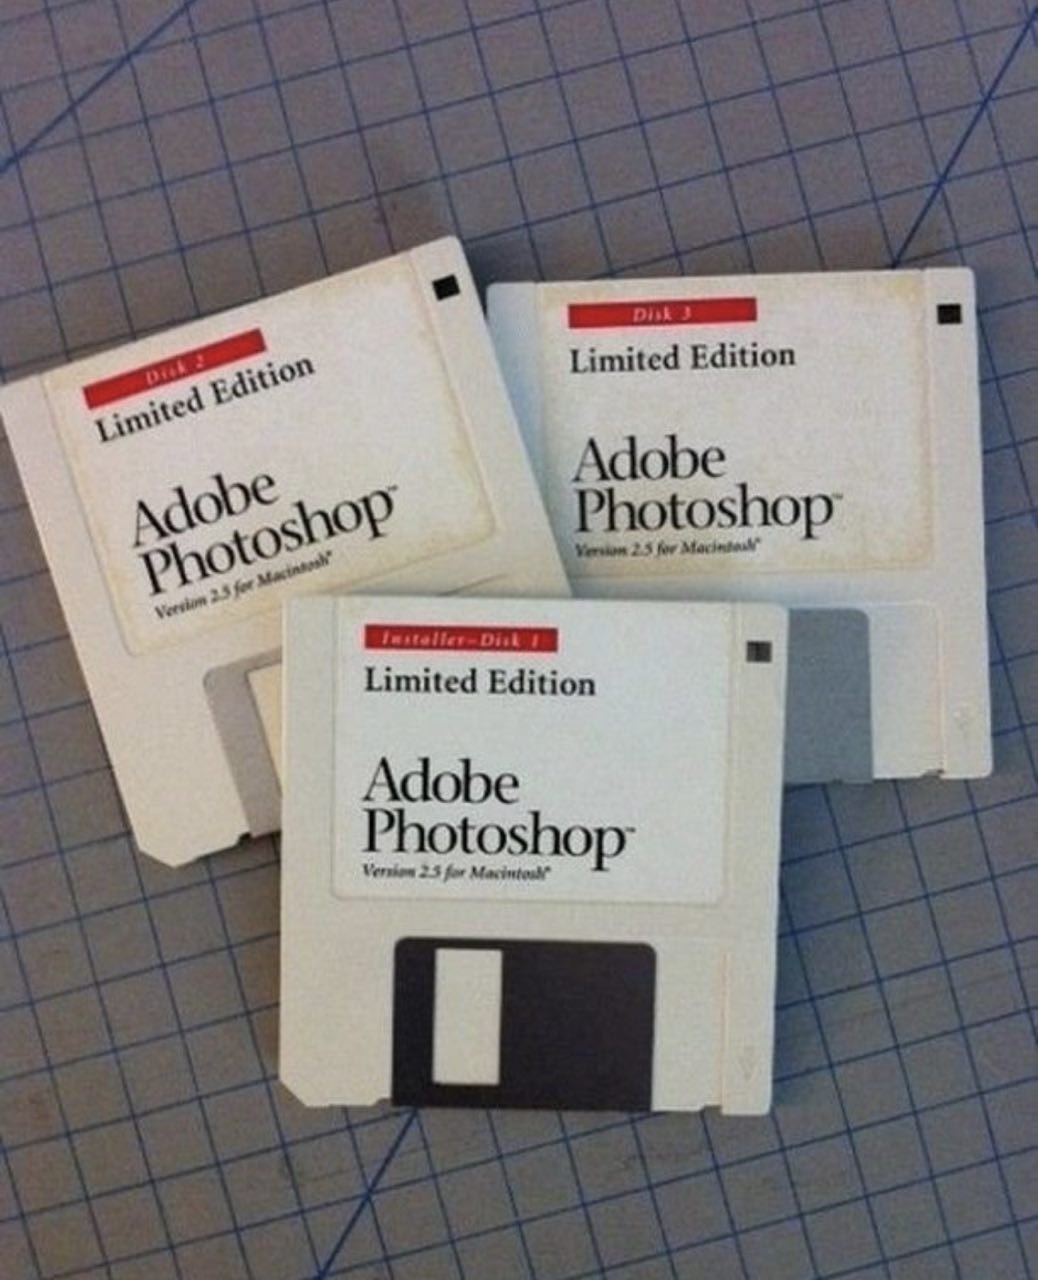 Disk 2
Limited Edition
Adobe
Photoshop™
Version 2.5 for Macintosh®
Disk 3
Limited Edition
Adobe
Photoshop™
Version 2.5 for Macintosh®
Installer–Disk 1
Limited Edition
Adobe
Photoshop™
Version 2.5 for Macintosh®